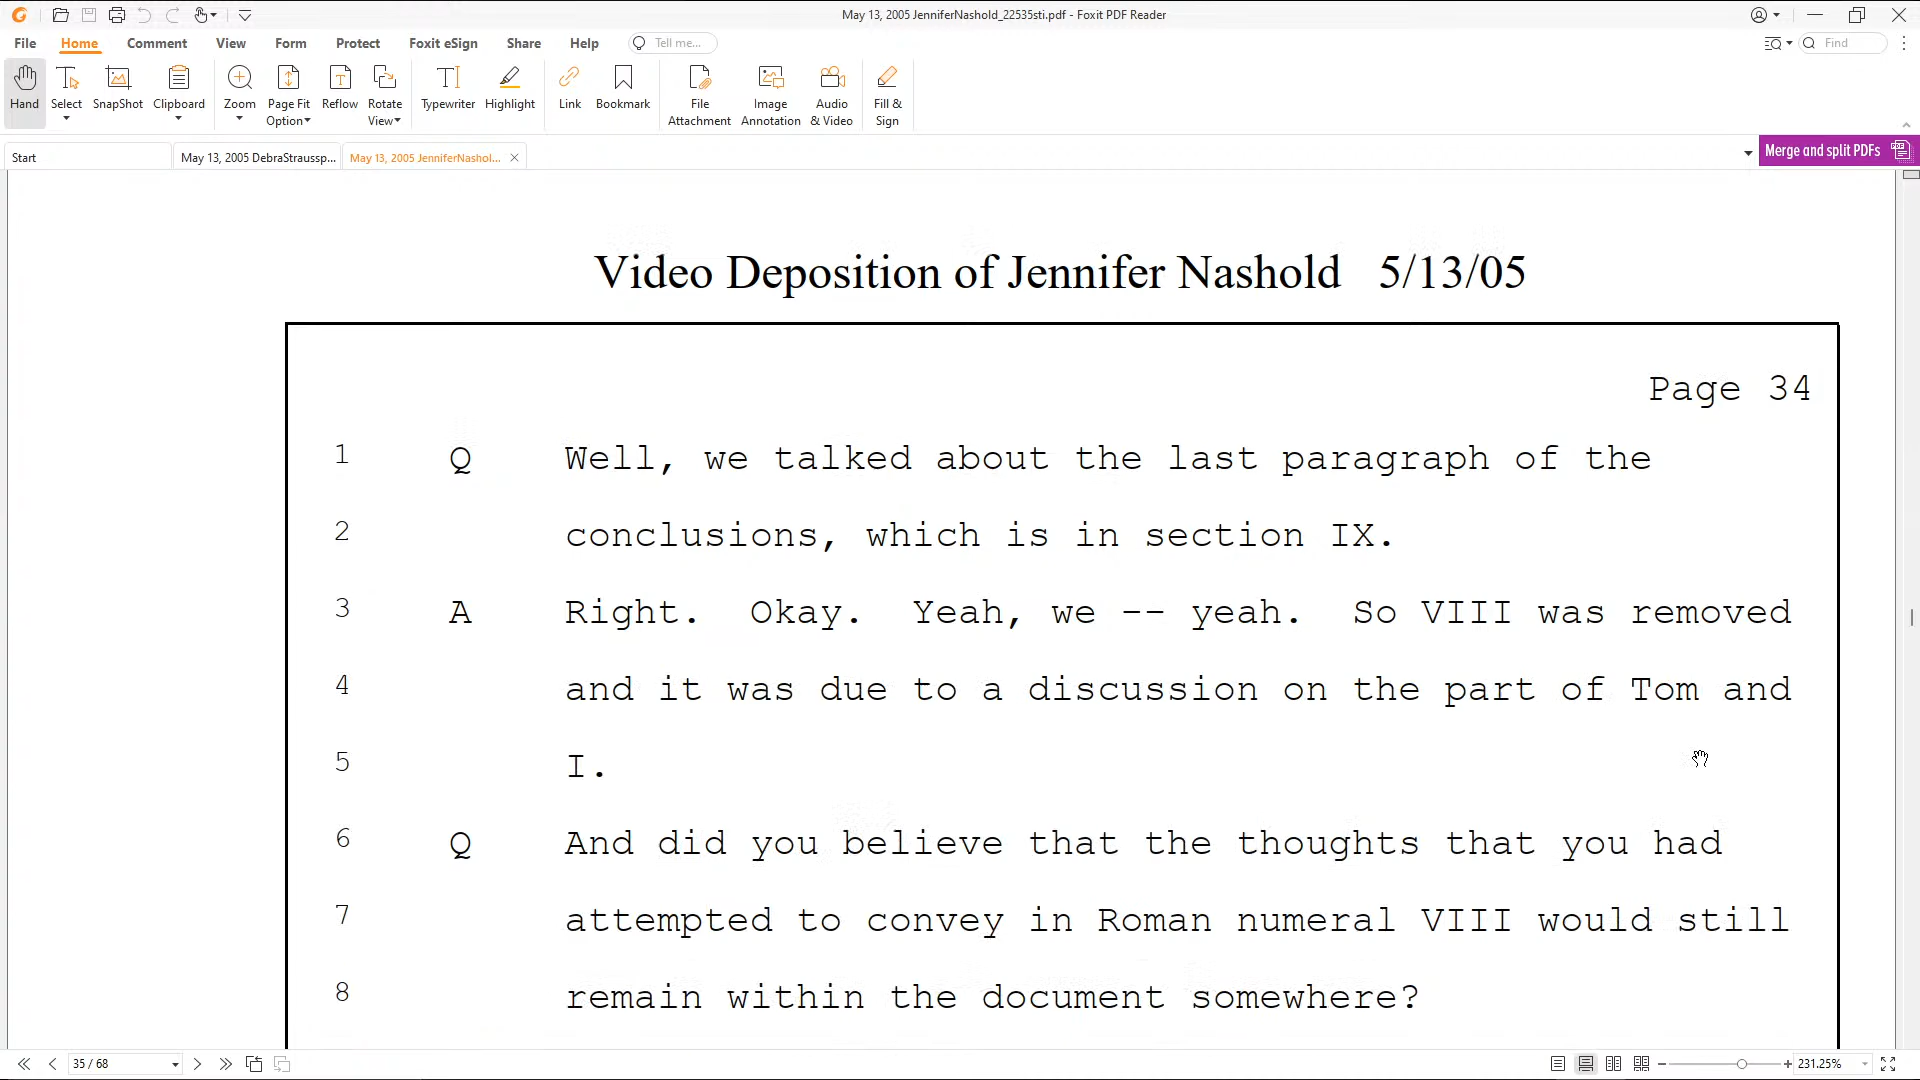 May 13, 2005 JenniferNashold_22535sti.pdf - Foxit PDF Reader
File Home Comment View Form Protect Foxit eSign Share Help Tell me... Find
Hand Select SnapShot Clipboard Zoom Page Fit Option Reflow Rotate View Typewriter Highlight Link Bookmark File Attachment Image Annotation Audio & Video Fill & Sign
Start May 13, 2005 DebraStraussp... May 13, 2005 JenniferNashol... Merge and split PDFs
Video Deposition of Jennifer Nashold 5/13/05
Page 34
1 Q Well, we talked about the last paragraph of the
2 conclusions, which is in section IX.
3 A Right. Okay. Yeah, we -- yeah. So VIII was removed
4 and it was due to a discussion on the part of Tom and
5 I.
6 Q And did you believe that the thoughts that you had
7 attempted to convey in Roman numeral VIII would still
8 remain within the document somewhere?
35 / 68 231.25%